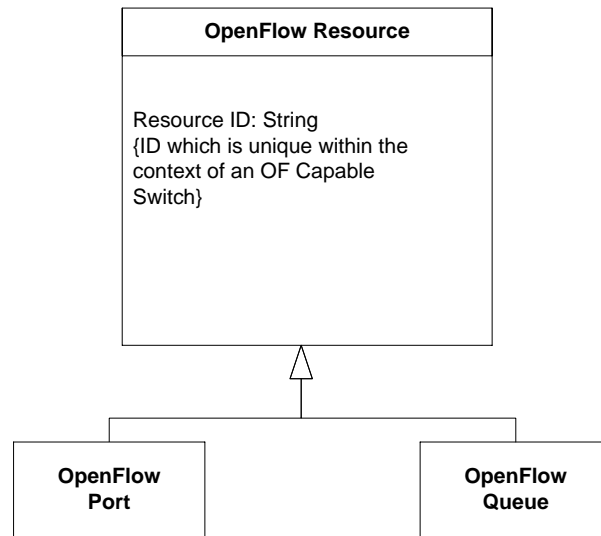 OpenFlow Resource
Resource ID: String
{ID which is unique within the
context of an OF Capable
Switch}
OpenFlow
Port
OpenFlow
Queue